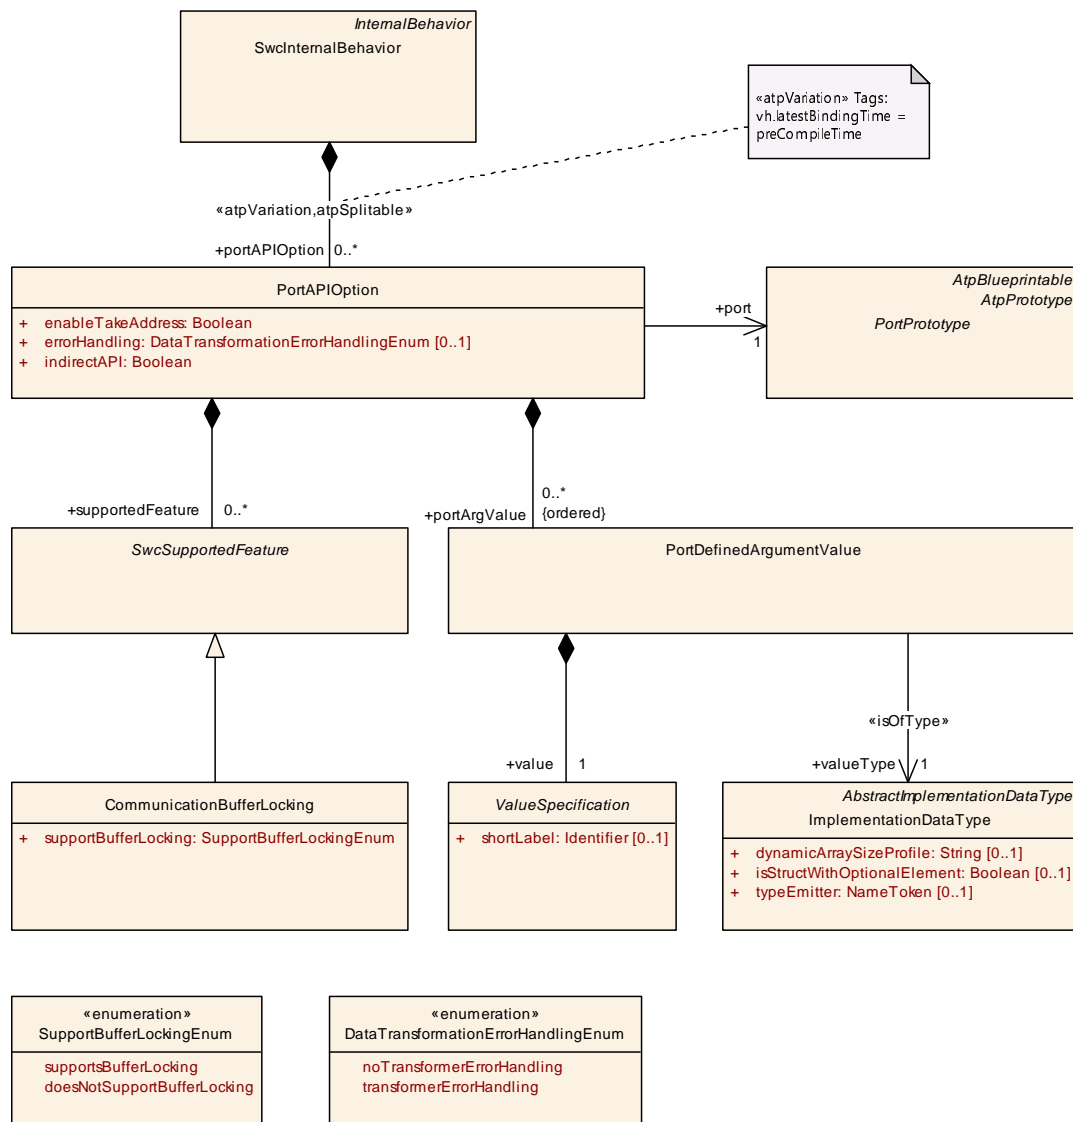 InternalBehavior
SwcInternalBehavior
«atpVariation» Tags:
vh.latestBindingTime =
preCompileTime
«atpVariation,atpSplitable»
+portAPIOption 0..*
PortAPIOption
+ enableTakeAddress: Boolean
+ errorHandling: DataTransformationErrorHandlingEnum [0..1]
+ indirectAPI: Boolean
+port
1
AtpBlueprintable
AtpPrototype
PortPrototype
+supportedFeature 0..*
0..*
+portArgValue {ordered}
SwcSupportedFeature
PortDefinedArgumentValue
«isOfType»
+value 1
+valueType 1
CommunicationBufferLocking
+ supportBufferLocking: SupportBufferLockingEnum
ValueSpecification
+ shortLabel: Identifier [0..1]
AbstractImplementationDataType
ImplementationDataType
+ dynamicArraySizeProfile: String [0..1]
+ isStructWithOptionalElement: Boolean [0..1]
+ typeEmitter: NameToken [0..1]
«enumeration»
SupportBufferLockingEnum
supportsBufferLocking
doesNotSupportBufferLocking
«enumeration»
DataTransformationErrorHandlingEnum
noTransformerErrorHandling
transformerErrorHandling